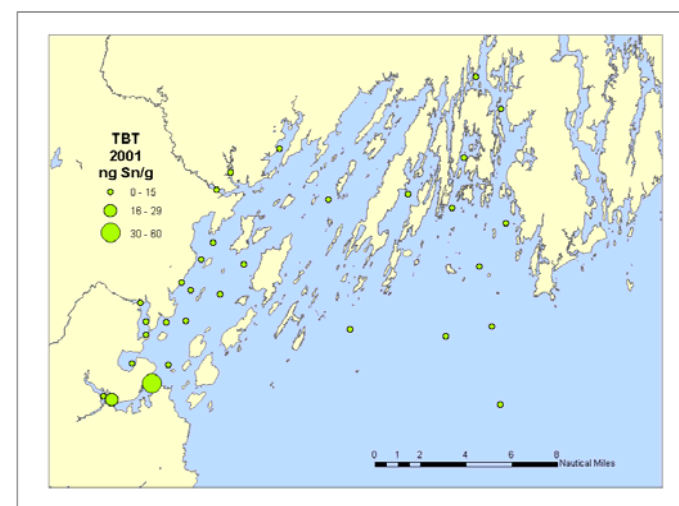 TBT
2001
ng Sn/g
0 - 15
16 - 29
30 - 60
0 1 2 4 6 8
Nautical Miles